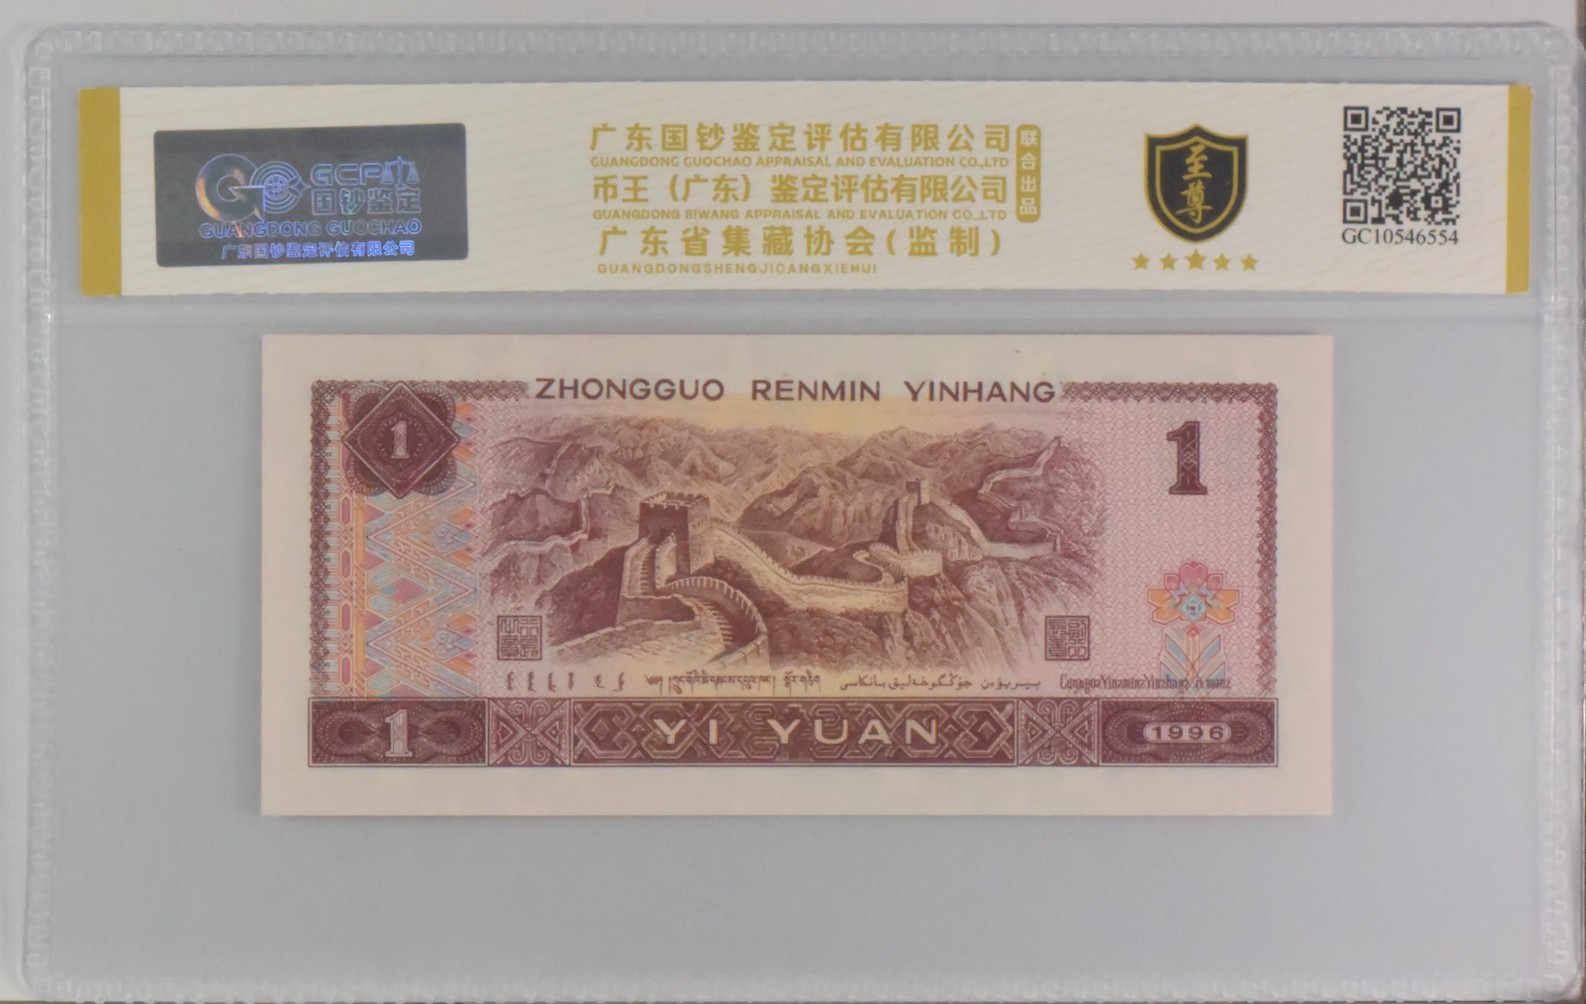 GCP
国钞鉴定
GUANGDONG GUOCHAO
广东国钞鉴定评估有限公司
广东国钞鉴定评估有限公司
GUANGDONG GUOCHAO APPRAISAL AND EVALUATION CO.,LTD
币王（广东）鉴定评估有限公司
GUANGDONG BIWANG APPRAISAL AND EVALUATION CO.,LTD
广东省集藏协会(监制)
GUANGDONGSHENGJICANGXIEHUI
联合出品
至尊
GC10546554
ZHONGGUO RENMIN YINHANG
1
1
1
YI YUAN
1996